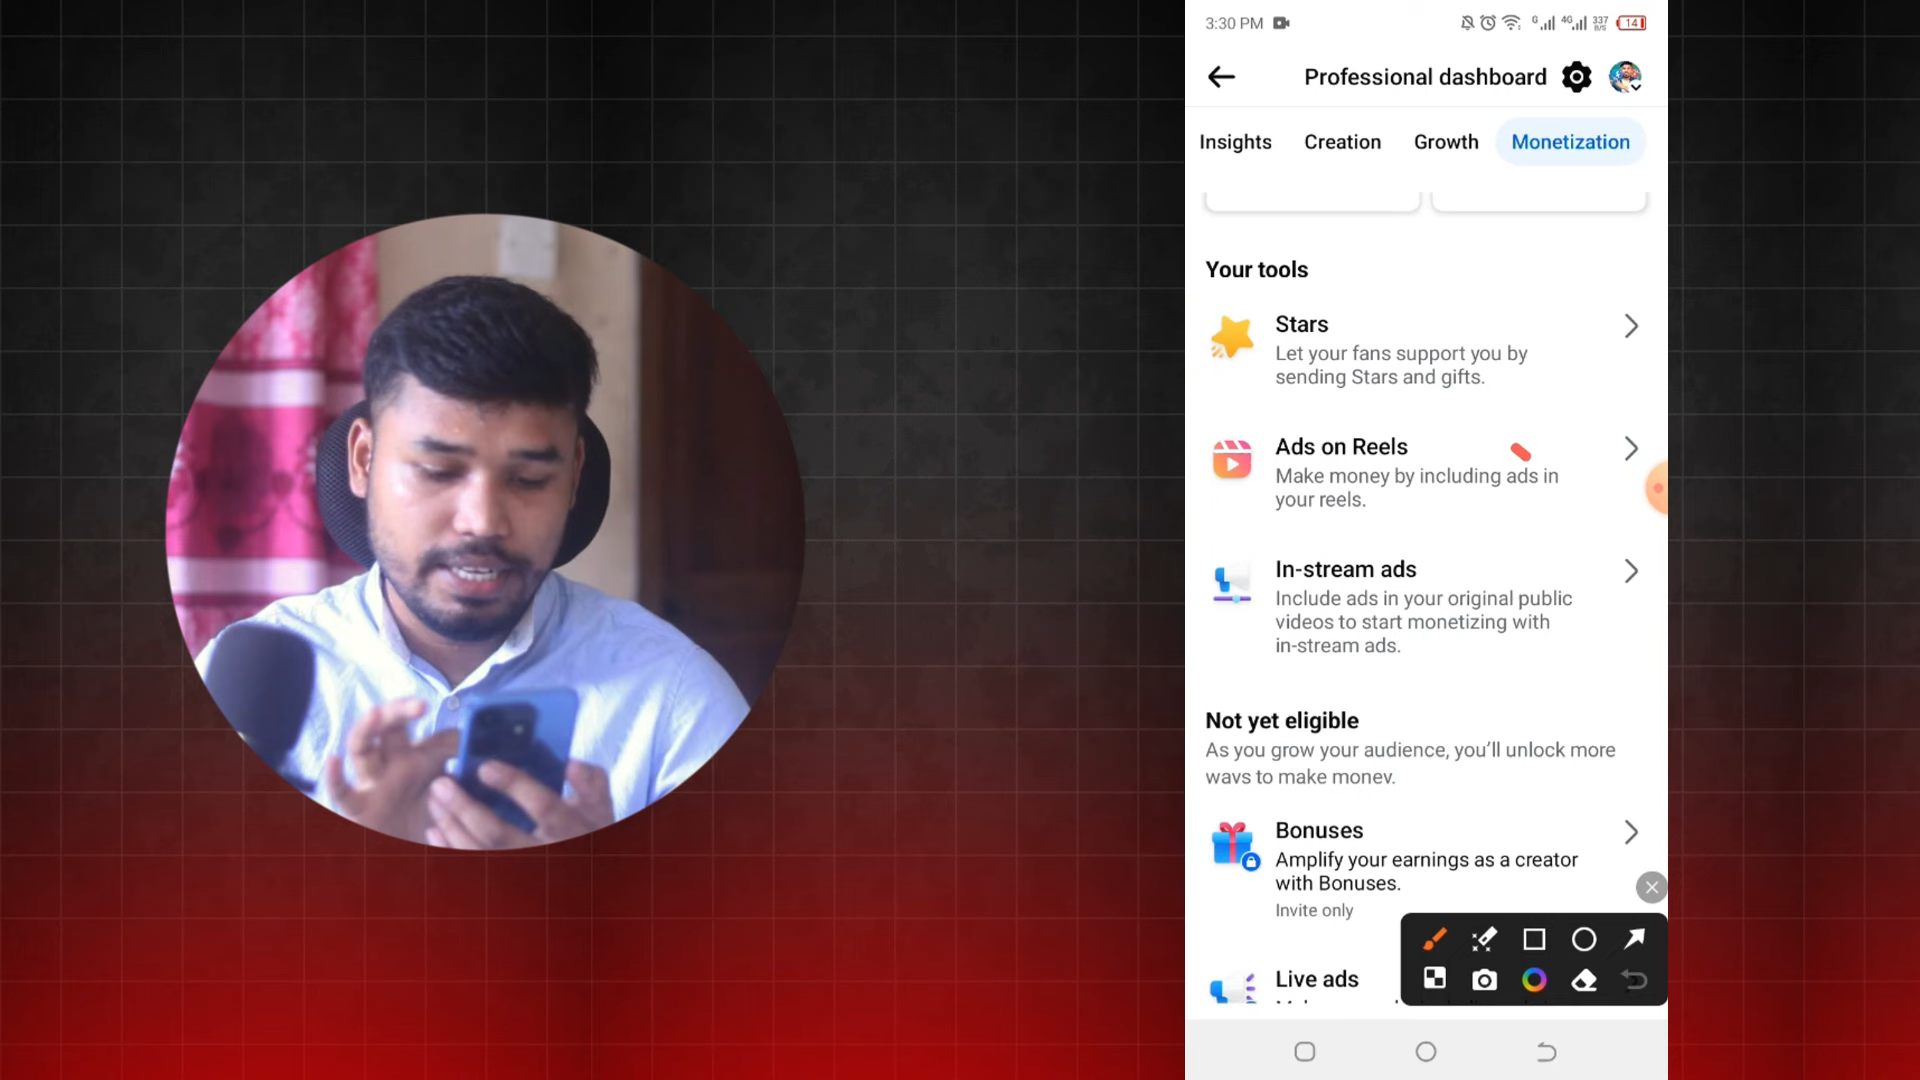 3:30 PM
G
4G
337
B/S
14
Professional dashboard
Insights
Creation
Growth
Monetization
Your tools
Stars
Let your fans support you by
sending Stars and gifts.
Ads on Reels
Make money by including ads in
your reels.
In-stream ads
Include ads in your original public
videos to start monetizing with
in-stream ads.
Not yet eligible
As you grow your audience, you'll unlock more
ways to make money.
Bonuses
Amplify your earnings as a creator
with Bonuses.
Invite only
Live ads